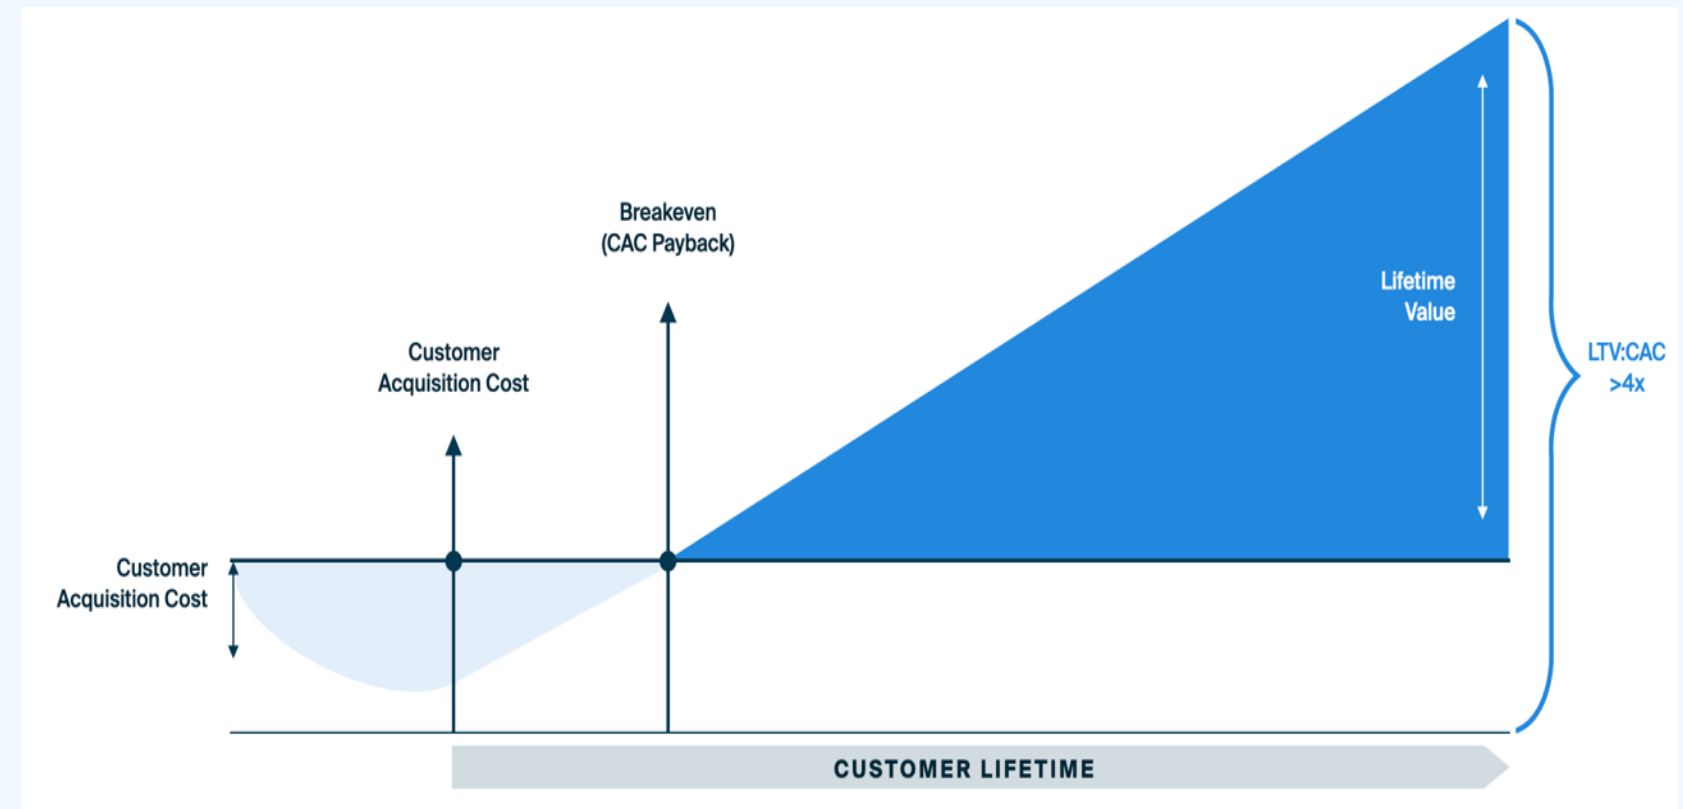 Breakeven
(CAC Payback)
Customer
Acquisition Cost
Lifetime
Value
LTV:CAC
>4x
Customer
Acquisition Cost
CUSTOMER LIFETIME